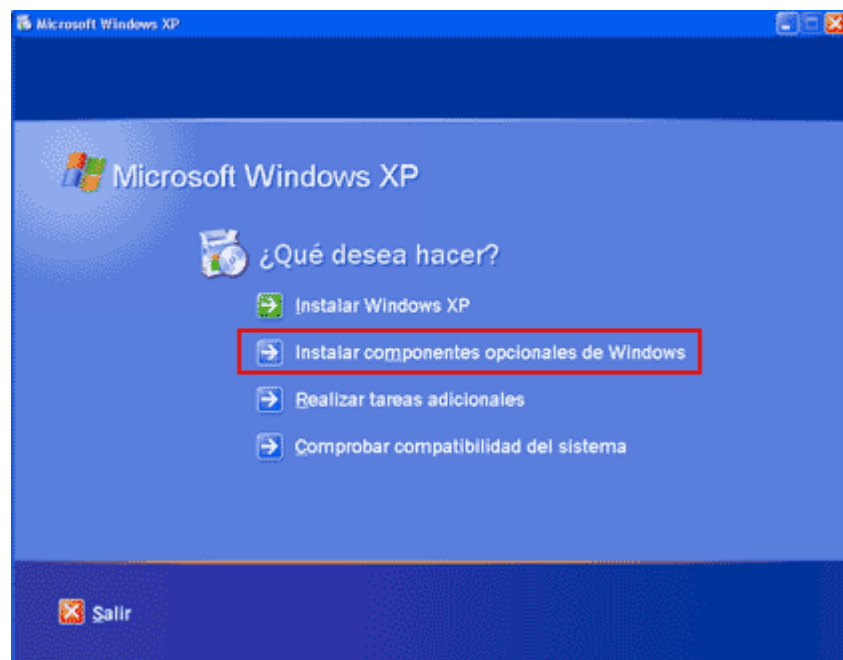 Microsoft Windows XP
Microsoft Windows XP
¿Qué desea hacer?
Instalar Windows XP
Instalar componentes opcionales de Windows
Realizar tareas adicionales
Comprobar compatibilidad del sistema
Salir